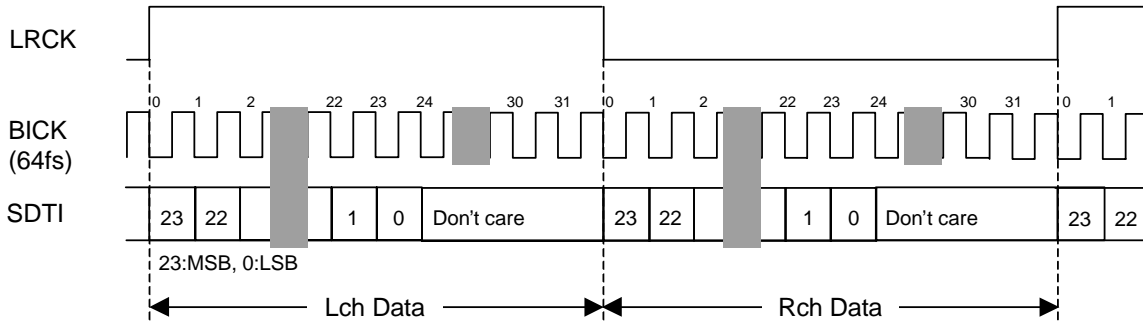 LRCK
0 1 2 22 23 24 30 31 0 1 2 22 23 24 30 31 0 1
BICK
(64fs)
SDTI 23 22 1 0 Don't care 23 22 1 0 Don't care 23 22
23:MSB, 0:LSB
Lch Data Rch Data